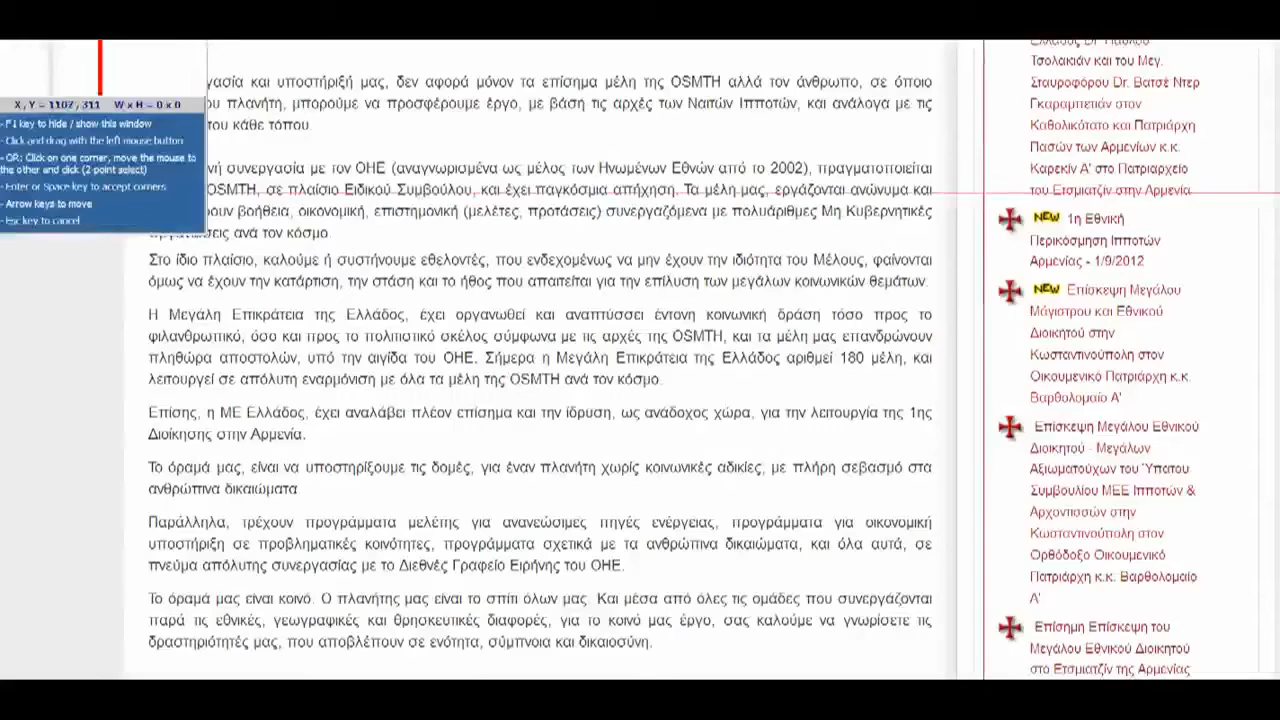 X, Y = 1107, 311 W x H = 0 x 0
- F1 key to hide / show this window
- Click and drag with the left mouse button
- OR: Click on one corner, move the mouse to
the other and click (2-point select)
- Enter or Space key to accept corners
- Arrow keys to move
- Esc key to cancel
και υποστήριξή μας, δεν αφορά μόνον τα επίσημα μέλη της OSMTH αλλά τον άνθρωπο, σε όποιο
πλανήτη, μπορούμε να προσφέρουμε έργο, με βάση τις αρχές των Ναιτών Ιπποτών, και ανάλογα με τις
του κάθε τόπου.
συνεργασία με τον ΟΗΕ (αναγνωρισμένα ως μέλος των Ηνωμένων Εθνών από το 2002), πραγματοποιείται
OSMTH, σε πλαίσιο Ειδικού Συμβούλου, και έχει παγκόσμια απήχηση. Τα μέλη μας, εργάζονται ανώνυμα και
βοήθεια, οικονομική, επιστημονική (μελέτες, προτάσεις) συνεργαζόμενα με πολυάριθμες Μη Κυβερνητικές
ανά τον κόσμο.
Στο ίδιο πλαίσιο, καλούμε ή συστήνουμε εθελοντές, που ενδεχομένως να μην έχουν την ιδιότητα του Μέλους, φαίνονται
όμως να έχουν την κατάρτιση, την στάση και το ήθος που απαιτείται για την επίλυση των μεγάλων κοινωνικών θεμάτων.
Η Μεγάλη Επικράτεια της Ελλάδος, έχει οργανωθεί και αναπτύσσει έντονη κοινωνική δράση τόσο προς το
φιλανθρωπικό, όσο και προς το πολιτιστικό σκέλος σύμφωνα με τις αρχές της OSMTH, και τα μέλη μας επανδρώνουν
πληθώρα αποστολών, υπό την αιγίδα του ΟΗΕ. Σήμερα η Μεγάλη Επικράτεια της Ελλάδος αριθμεί 180 μέλη, και
λειτουργεί σε απόλυτη εναρμόνιση με όλα τα μέλη της OSMTH ανά τον κόσμο.
Επίσης, η ΜΕ Ελλάδος, έχει αναλάβει πλέον επίσημα και την ίδρυση, ως ανάδοχος χώρα, για την λειτουργία της 1ης
Διοίκησης στην Αρμενία.
Το όραμά μας, είναι να υποστηρίξουμε τις δομές, για έναν πλανήτη χωρίς κοινωνικές αδικίες, με πλήρη σεβασμό στα
ανθρώπινα δικαιώματα.
Παράλληλα, τρέχουν προγράμματα μελέτης για ανανεώσιμες πηγές ενέργειας, προγράμματα για οικονομική
υποστήριξη σε προβληματικές κοινότητες, προγράμματα σχετικά με τα ανθρώπινα δικαιώματα, και όλα αυτά, σε
πνεύμα απόλυτης συνεργασίας με το Διεθνές Γραφείο Ειρήνης του ΟΗΕ.
Το όραμά μας είναι κοινό. Ο πλανήτης μας είναι το σπίτι όλων μας. Και μέσα από όλες τις ομάδες που συνεργάζονται
παρά τις εθνικές, γεωγραφικές και θρησκευτικές διαφορές, για το κοινό μας έργο, σας καλούμε να γνωρίσετε τις
δραστηριότητές μας, που αποβλέπουν σε ενότητα, σύμπνοια και δικαιοσύνη.
Τσολακιάν και του Μεγ.
Σταυροφόρου Dr. Βατσέ Ντερ
Γκαραμπετιάν στον
Καθολικότατο και Πατριάρχη
Πασών των Αρμενίων κ.κ.
Καρεκίν Α' στο Πατριαρχείο
του Ετσμιατζίν στην Αρμενία.
NEW 1η Εθνική
Περικόσμηση Ιπποτών
Αρμενίας - 1/9/2012
NEW Επίσκεψη Μεγάλου
Μάγιστρου και Εθνικού
Διοικητού στην
Κωσταντινούπολη στον
Οικουμενικό Πατριάρχη κ.κ.
Βαρθολομαίο Α'
Επίσκεψη Μεγάλου Εθνικού
Διοικητού - Μεγάλων
Αξιωματούχων του Ύπατου
Συμβουλίου ΜΕΕ Ιπποτών &
Αρχοντισσών στην
Κωσταντινούπολη στον
Ορθόδοξο Οικουμενικό
Πατριάρχη κ.κ. Βαρθολομαίο
Α'
Επίσημη Επίσκεψη του
Μεγάλου Εθνικού Διοικητού
στο Ετσμιατζίν της Αρμενίας